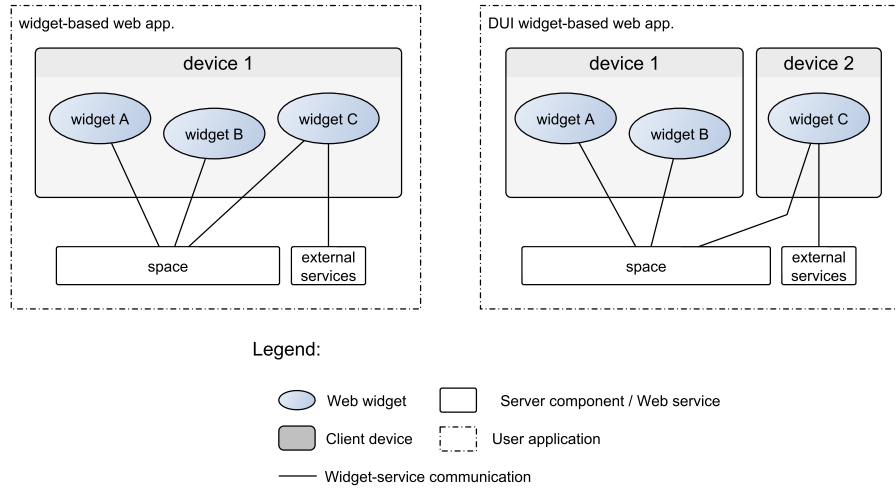 widget-based web app.
device 1
widget A
widget B
widget C
space
external
services
DUI widget-based web app.
device 1
device 2
widget A
widget B
widget C
space
external
services
Legend:
Web widget
Server component / Web service
Client device
User application
Widget-service communication